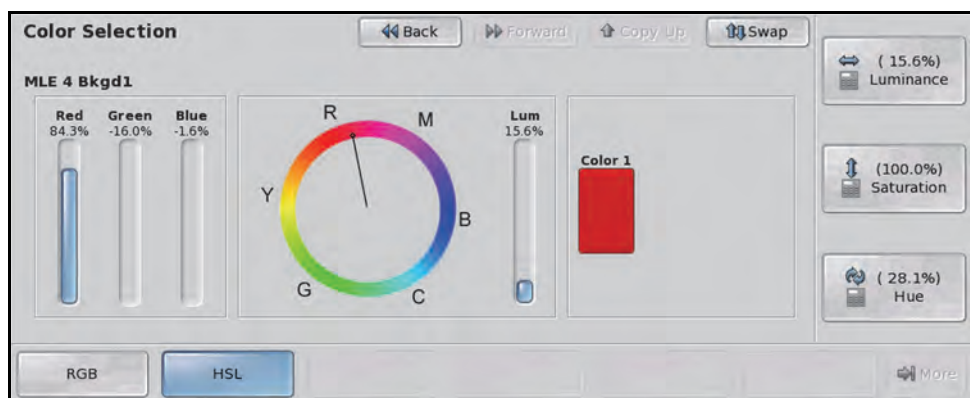 Color Selection
Back
Forward
Copy Up
Swap
MLE 4 Bkgd1
Red
84.3%
Green
-16.0%
Blue
-1.6%
R
M
Y
B
G
C
Lum
15.6%
Color 1
( 15.6%)
Luminance
(100.0%)
Saturation
( 28.1%)
Hue
RGB
HSL
More